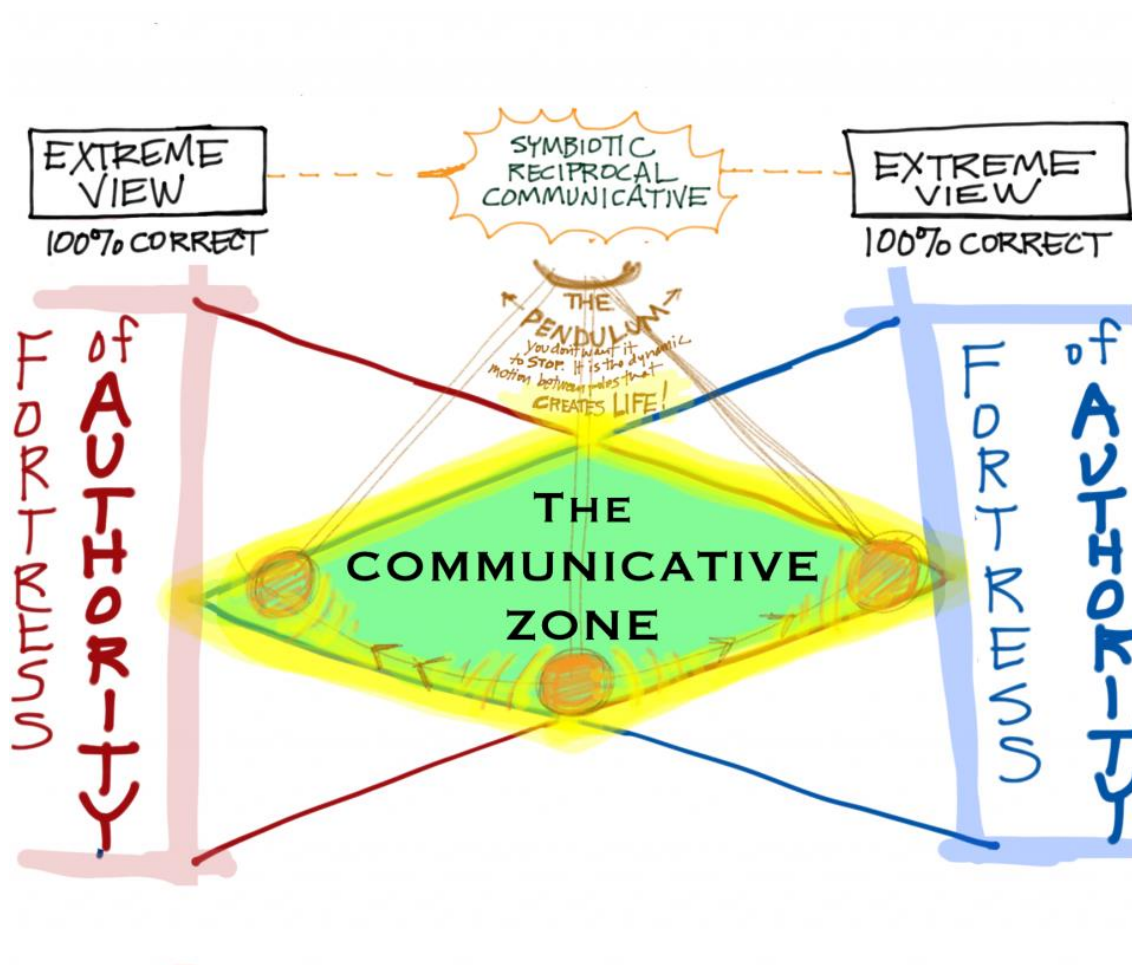 EXTREME
VIEW
100% CORRECT
SYMBIOTIC
RECIPROCAL
COMMUNICATIVE
EXTREME
VIEW
100% CORRECT
THE
PENDULUM
you don't want it
to STOP. It is the dynamic
motion between poles that
CREATES LIFE!
FORTRESS
of AUTHORITY
THE
COMMUNICATIVE
ZONE
FORTRESS
of AUTHORITY